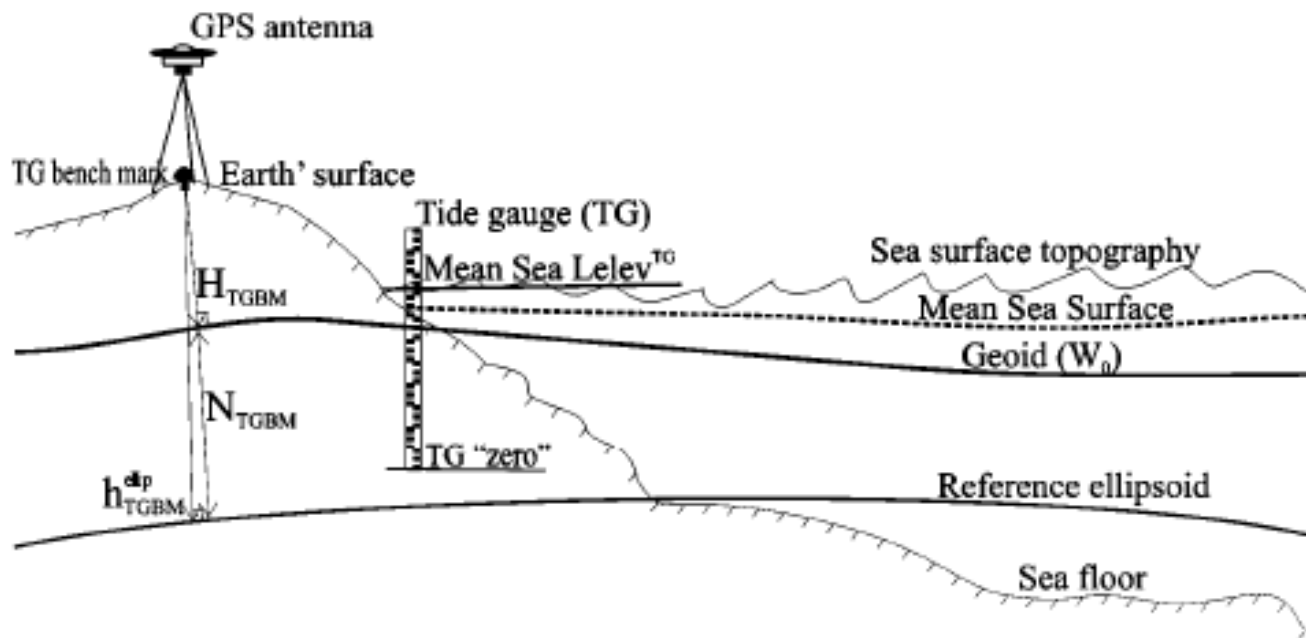 GPS antenna
TG bench mark
Earth' surface
Tide gauge (TG)
Mean Sea Lelev^TG
Sea surface topography
H_TGBM
Mean Sea Surface
Geoid (W_0)
N_TGBM
TG "zero"
h^ellip_TGBM
Reference ellipsoid
Sea floor